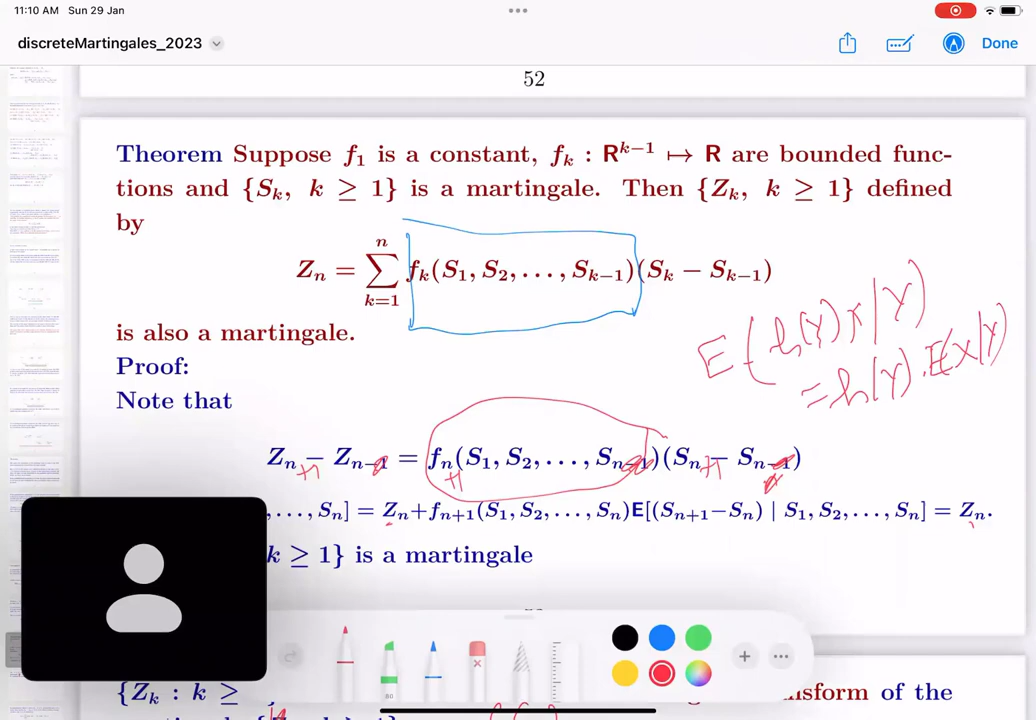 11:10 AM Sun 29 Jan
discreteMartingales_2023
Done
52
Theorem Suppose f₁ is a constant, fₖ : Rᵏ⁻¹ ↦ R are bounded func-
tions and {Sₖ, k ≥ 1} is a martingale. Then {Zₖ, k ≥ 1} defined
by
Zₙ = ∑ₖ₌₁ⁿ fₖ(S₁, S₂, . . . , Sₖ₋₁)(Sₖ − Sₖ₋₁)
is also a martingale.
E(h(Y)X|Y)
= h(Y).E(X|Y)
Proof:
Note that
Zₙ − Zₙ₋₁ = fₙ(S₁, S₂, . . . , Sₙ₋₁)(Sₙ − Sₙ₋₁)
+1 +1 +1
, . . . , Sₙ] = Zₙ+fₙ₊₁(S₁, S₂, . . . , Sₙ)E[(Sₙ₊₁−Sₙ) | S₁, S₂, . . . , Sₙ] = Zₙ.
k ≥ 1} is a martingale
80
{Zₖ : k ≥
nsform of the